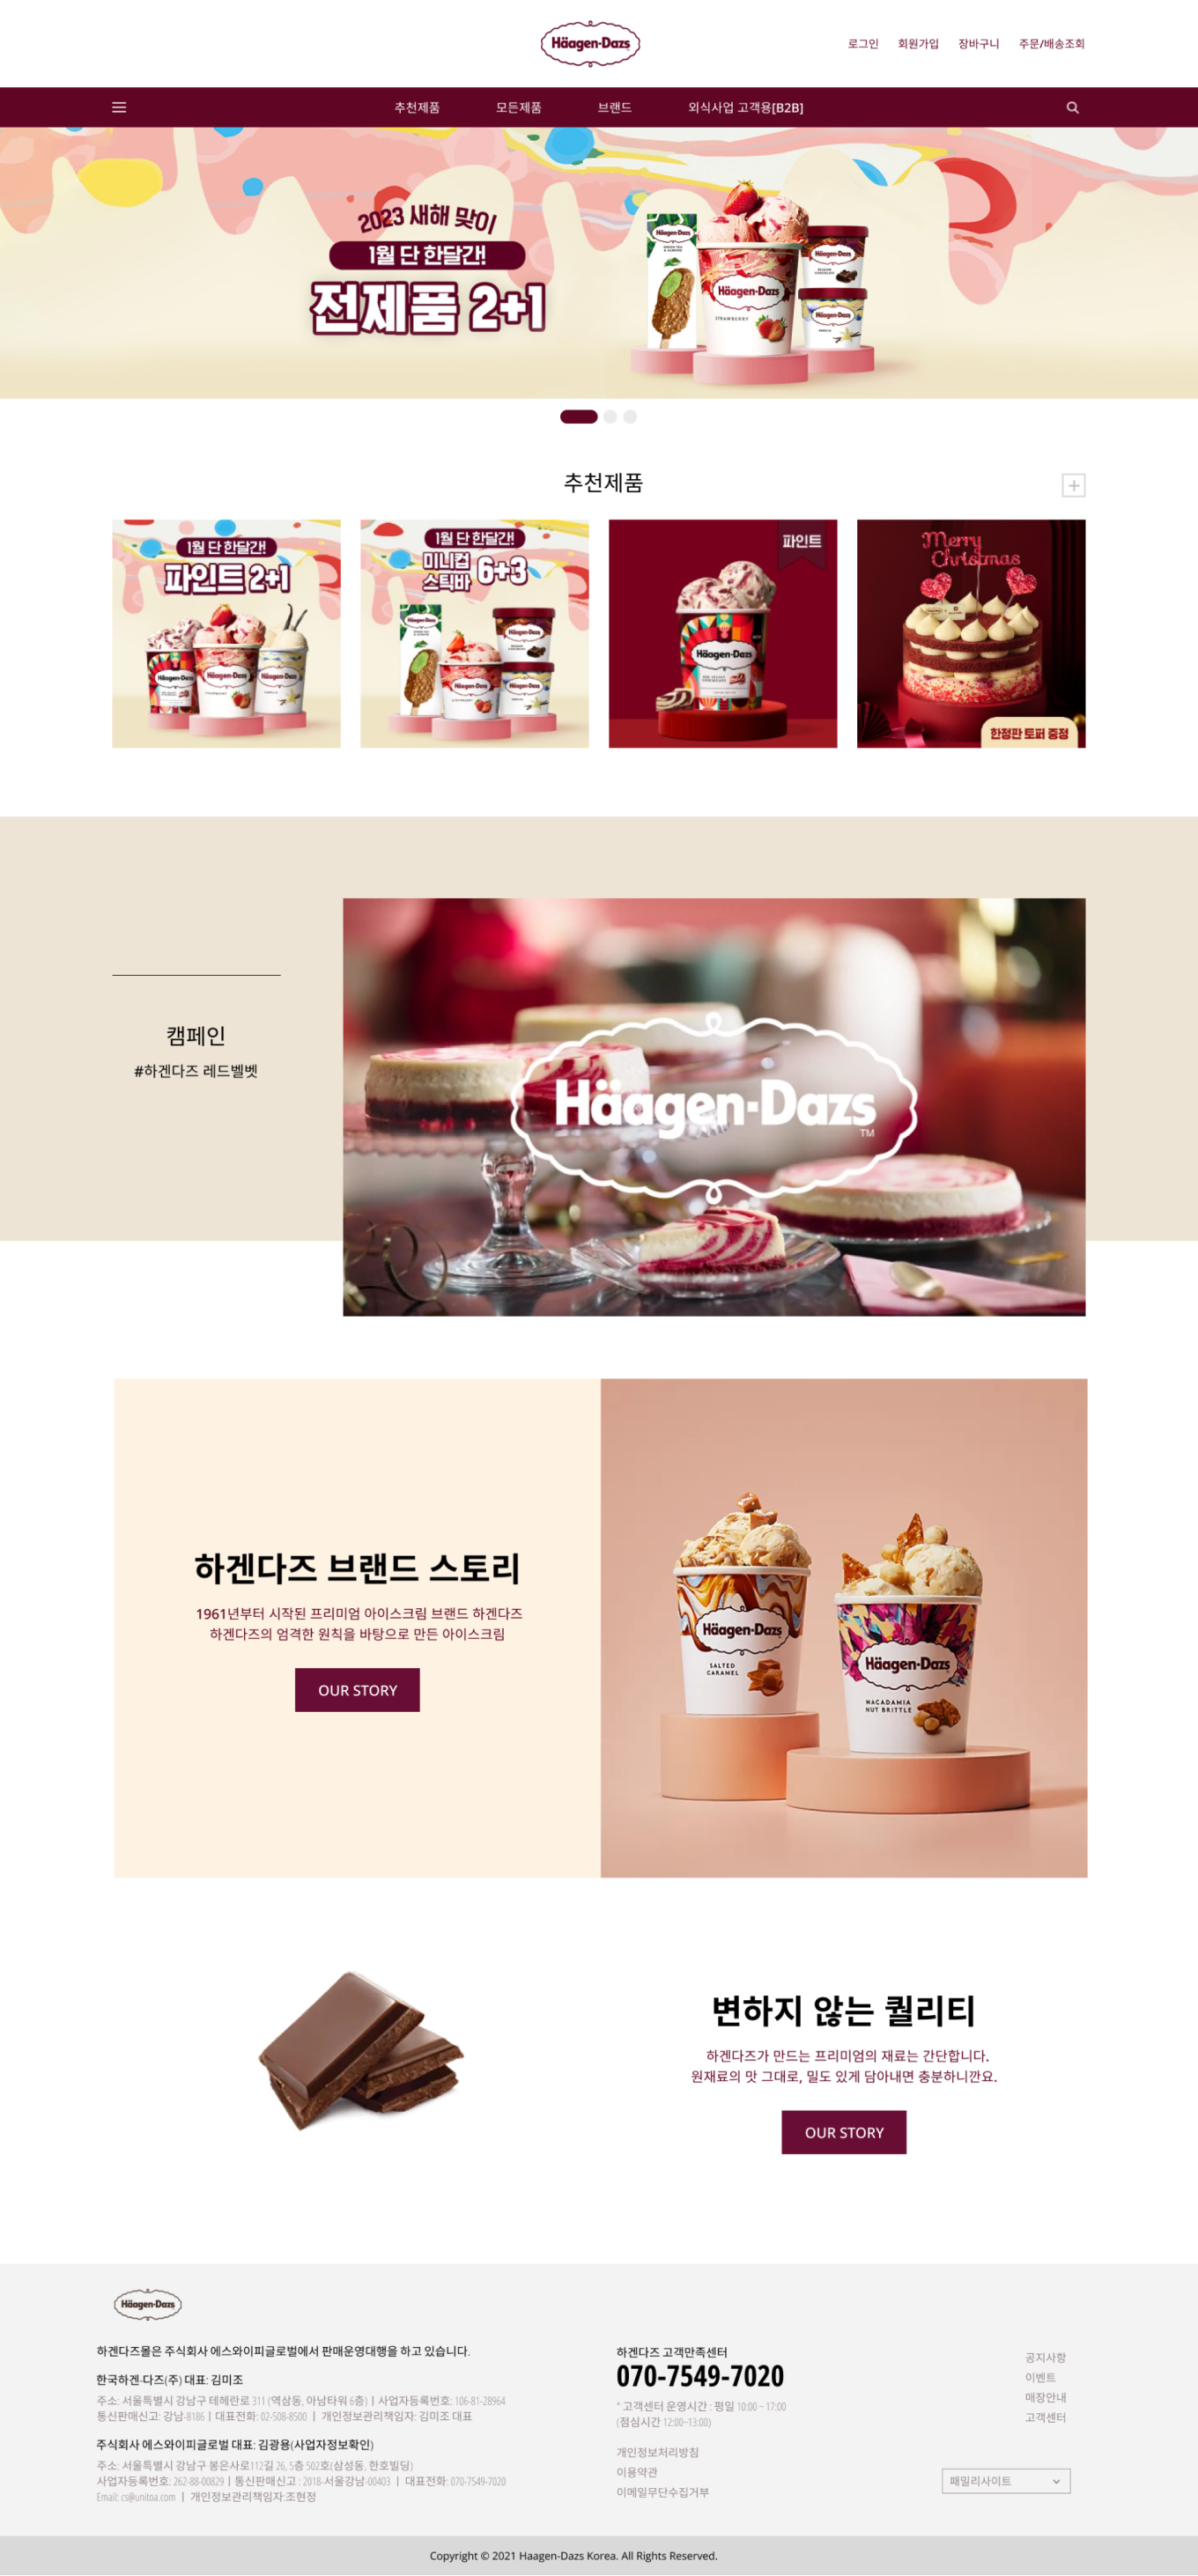 Häagen-Dazs
로그인 회원가입 장바구니 주문/배송조회
추천제품 모든제품 브랜드 외식사업 고객용[B2B]
2023 새해 맞이
1월 단 한달간!
전제품 2+1
Häagen-Dazs
Häagen-Dazs
STRAWBERRY
Häagen-Dazs
Häagen-Dazs
VANILLA
추천제품
1월 단 한달간!
파인트 2+1
Häagen-Dazs
Häagen-Dazs
Häagen-Dazs
1월 단 한달간!
미니컵
스틱바 6+3
Häagen-Dazs
Häagen-Dazs
Häagen-Dazs
Häagen-Dazs
파인트
Häagen-Dazs
Merry
Christmas
한정판 토퍼 증정
캠페인
#하겐다즈 레드벨벳
Häagen-Dazs
TM
하겐다즈 브랜드 스토리
1961년부터 시작된 프리미엄 아이스크림 브랜드 하겐다즈
하겐다즈의 엄격한 원칙을 바탕으로 만든 아이스크림
OUR STORY
Häagen-Dazs
SALTED
CARAMEL
Häagen-Dazs
MACADAMIA
NUT BRITTLE
변하지 않는 퀄리티
하겐다즈가 만드는 프리미엄의 재료는 간단합니다.
원재료의 맛 그대로, 밀도 있게 담아내면 충분하니깐요.
OUR STORY
Häagen-Dazs
하겐다즈몰은 주식회사 에스와이피글로벌에서 판매운영대행을 하고 있습니다.
한국하겐-다즈(주) 대표: 김미조
주소: 서울특별시 강남구 테헤란로 311 (역삼동, 아남타워 6층) | 사업자등록번호: 106-81-28964
통신판매신고: 강남-8186 | 대표전화: 02-508-8500 | 개인정보관리책임자: 김미조 대표
주식회사 에스와이피글로벌 대표: 김광용(사업자정보확인)
주소: 서울특별시 강남구 봉은사로112길 26, 5층 502호(삼성동, 한호빌딩)
사업자등록번호: 262-88-00829 | 통신판매신고 : 2018-서울강남-00403 | 대표전화: 070-7549-7020
Email: cs@unitoa.com | 개인정보관리책임자:조현정
하겐다즈 고객만족센터
070-7549-7020
* 고객센터 운영시간 : 평일 10:00 ~ 17:00
(점심시간 12:00~13:00)
개인정보처리방침
이용약관
이메일무단수집거부
공지사항
이벤트
매장안내
고객센터
패밀리사이트
Copyright © 2021 Haagen-Dazs Korea. All Rights Reserved.